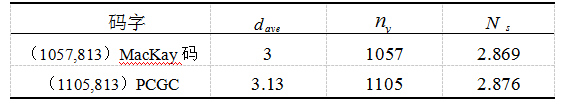 码字 d_ave n_y N_s
（1057,813）MacKay 码 3 1057 2.869
（1105,813）PCGC 3.13 1105 2.876